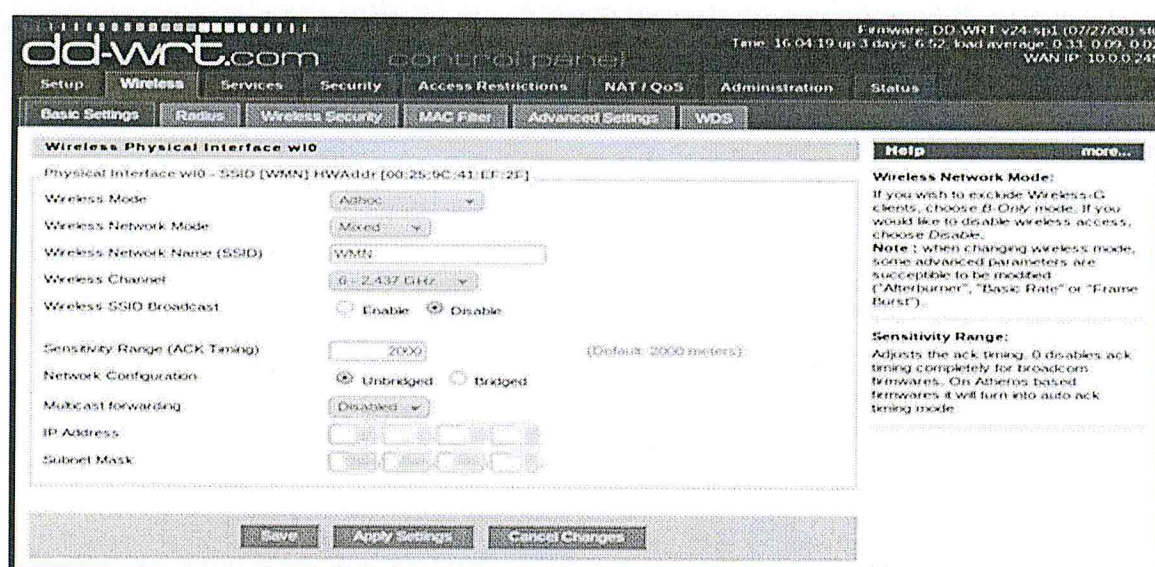 dd-wrt.com control panel
Firmware: DD-WRT v24-sp1 (07/27/08) std
Time: 16:04:19 up 3 days, 6:52, load average: 0.33, 0.09, 0.02
WAN IP: 10.0.0.245
Setup Wireless Services Security Access Restrictions NAT / QoS Administration Status
Basic Settings Radius Wireless Security MAC Filter Advanced Settings WDS
Wireless Physical Interface wl0
Physical Interface wl0 - SSID [WMN] HWAddr [00:25:9C:41:EF:2F]
Wireless Mode Adhoc
Wireless Network Mode Mixed
Wireless Network Name (SSID) WMN
Wireless Channel 6 - 2.437 GHz
Wireless SSID Broadcast Enable Disable
Sensitivity Range (ACK Timing) 2000 (Default: 2000 meters)
Network Configuration Unbridged Bridged
Multicast forwarding Disabled
IP Address
Subnet Mask
Save Apply Settings Cancel Changes
Help more...
Wireless Network Mode:
If you wish to exclude Wireless-G
clients, choose B-Only mode. If you
would like to disable wireless access,
choose Disable.
Note : when changing wireless mode,
some advanced parameters are
succeptible to be modified
("Afterburner", "Basic Rate" or "Frame
Burst").
Sensitivity Range:
Adjusts the ack timing. 0 disables ack
timing completely for broadcom
firmwares. On Atheros based
firmwares it will turn into auto ack
timing mode